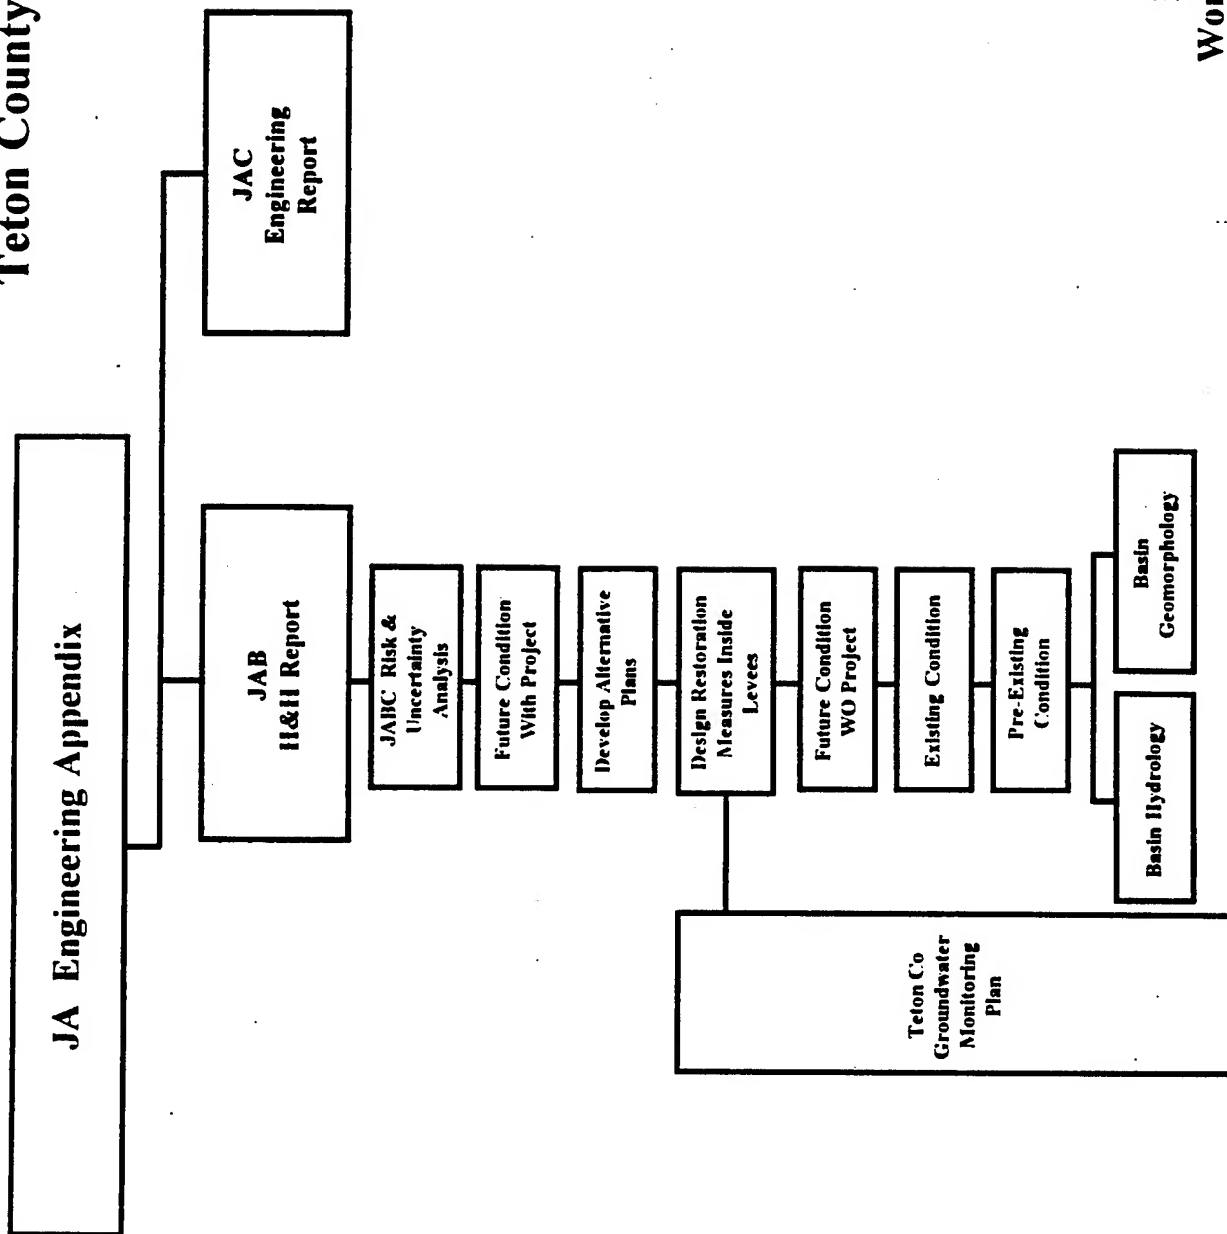 Teton County
JA Engineering Appendix
JAB
H&H Report
JAC
Engineering
Report
JABC Risk &
Uncertainty
Analysis
Future Condition
With Project
Develop Alternative
Plans
Design Restoration
Measures Inside
Levees
Future Condition
WO Project
Existing Condition
Pre-Existing
Condition
Basin Hydrology
Basin
Geomorphology
Teton Co
Groundwater
Monitoring
Plan